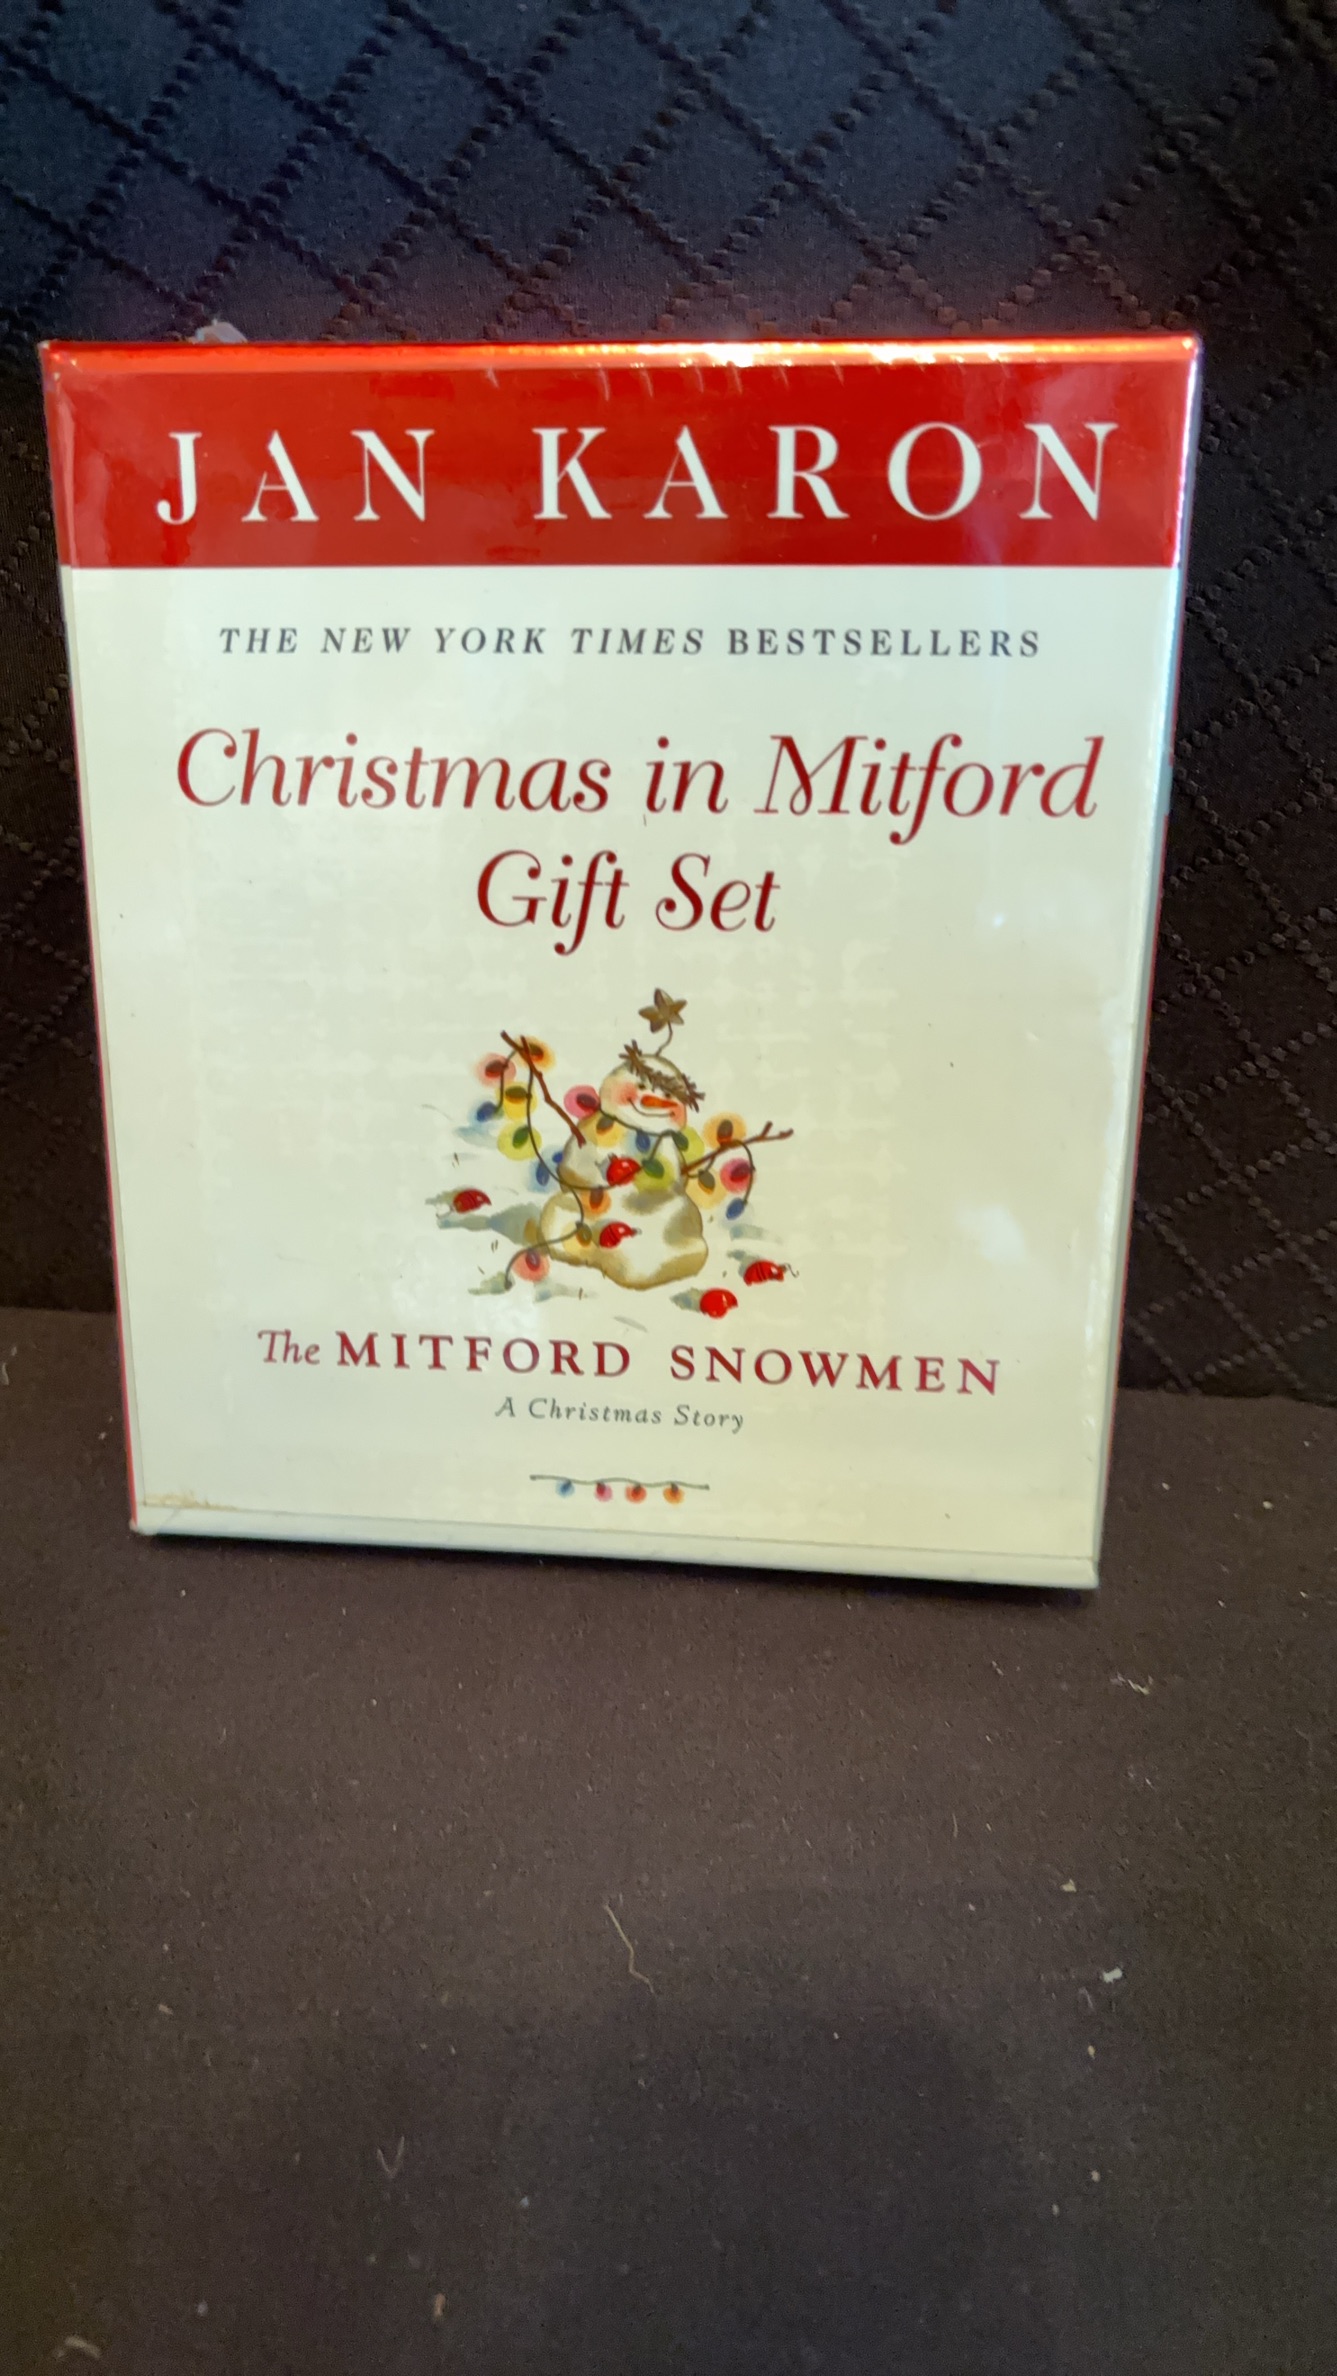 JAN KARON
THE NEW YORK TIMES BESTSELLERS
Christmas in Mitford
Gift Set
The MITFORD SNOWMEN
A Christmas Story